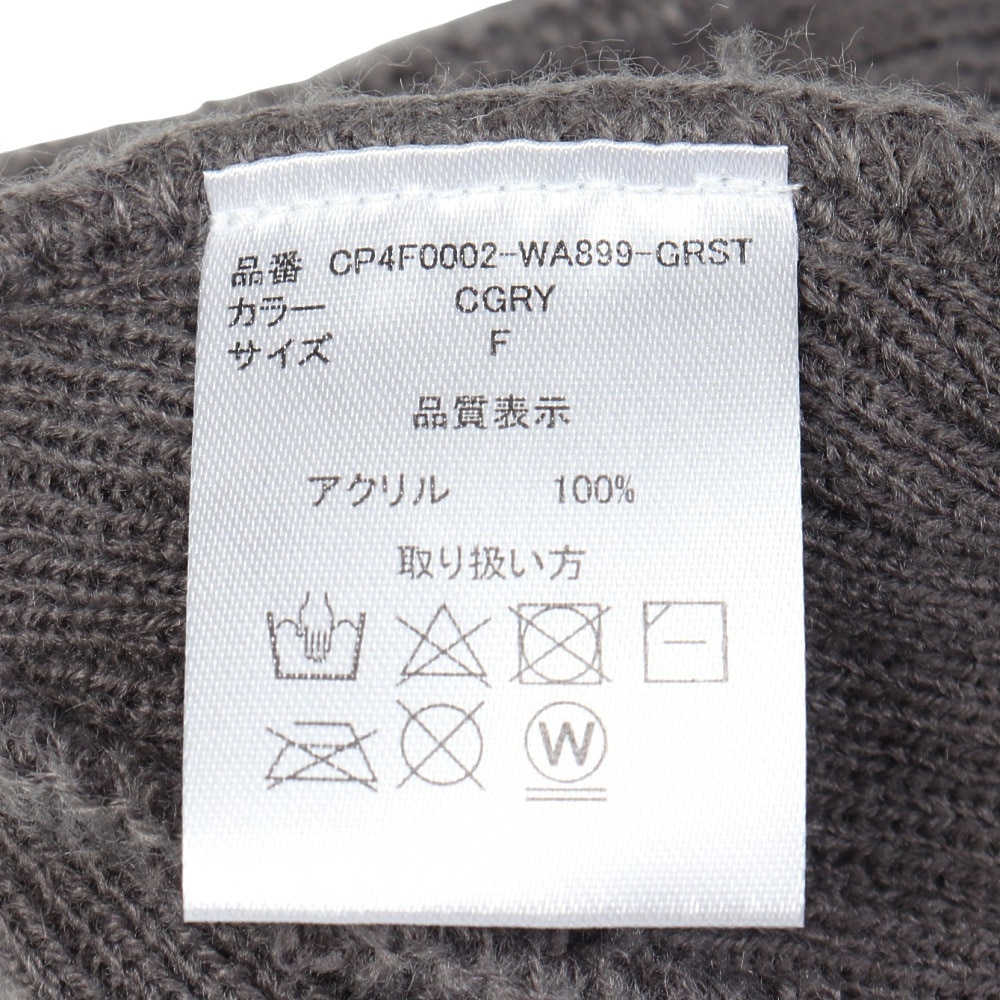 品番 CP4F0002-WA899-GRST
カラー CGRY
サイズ F
品質表示
アクリル 100%
取り扱い方
W